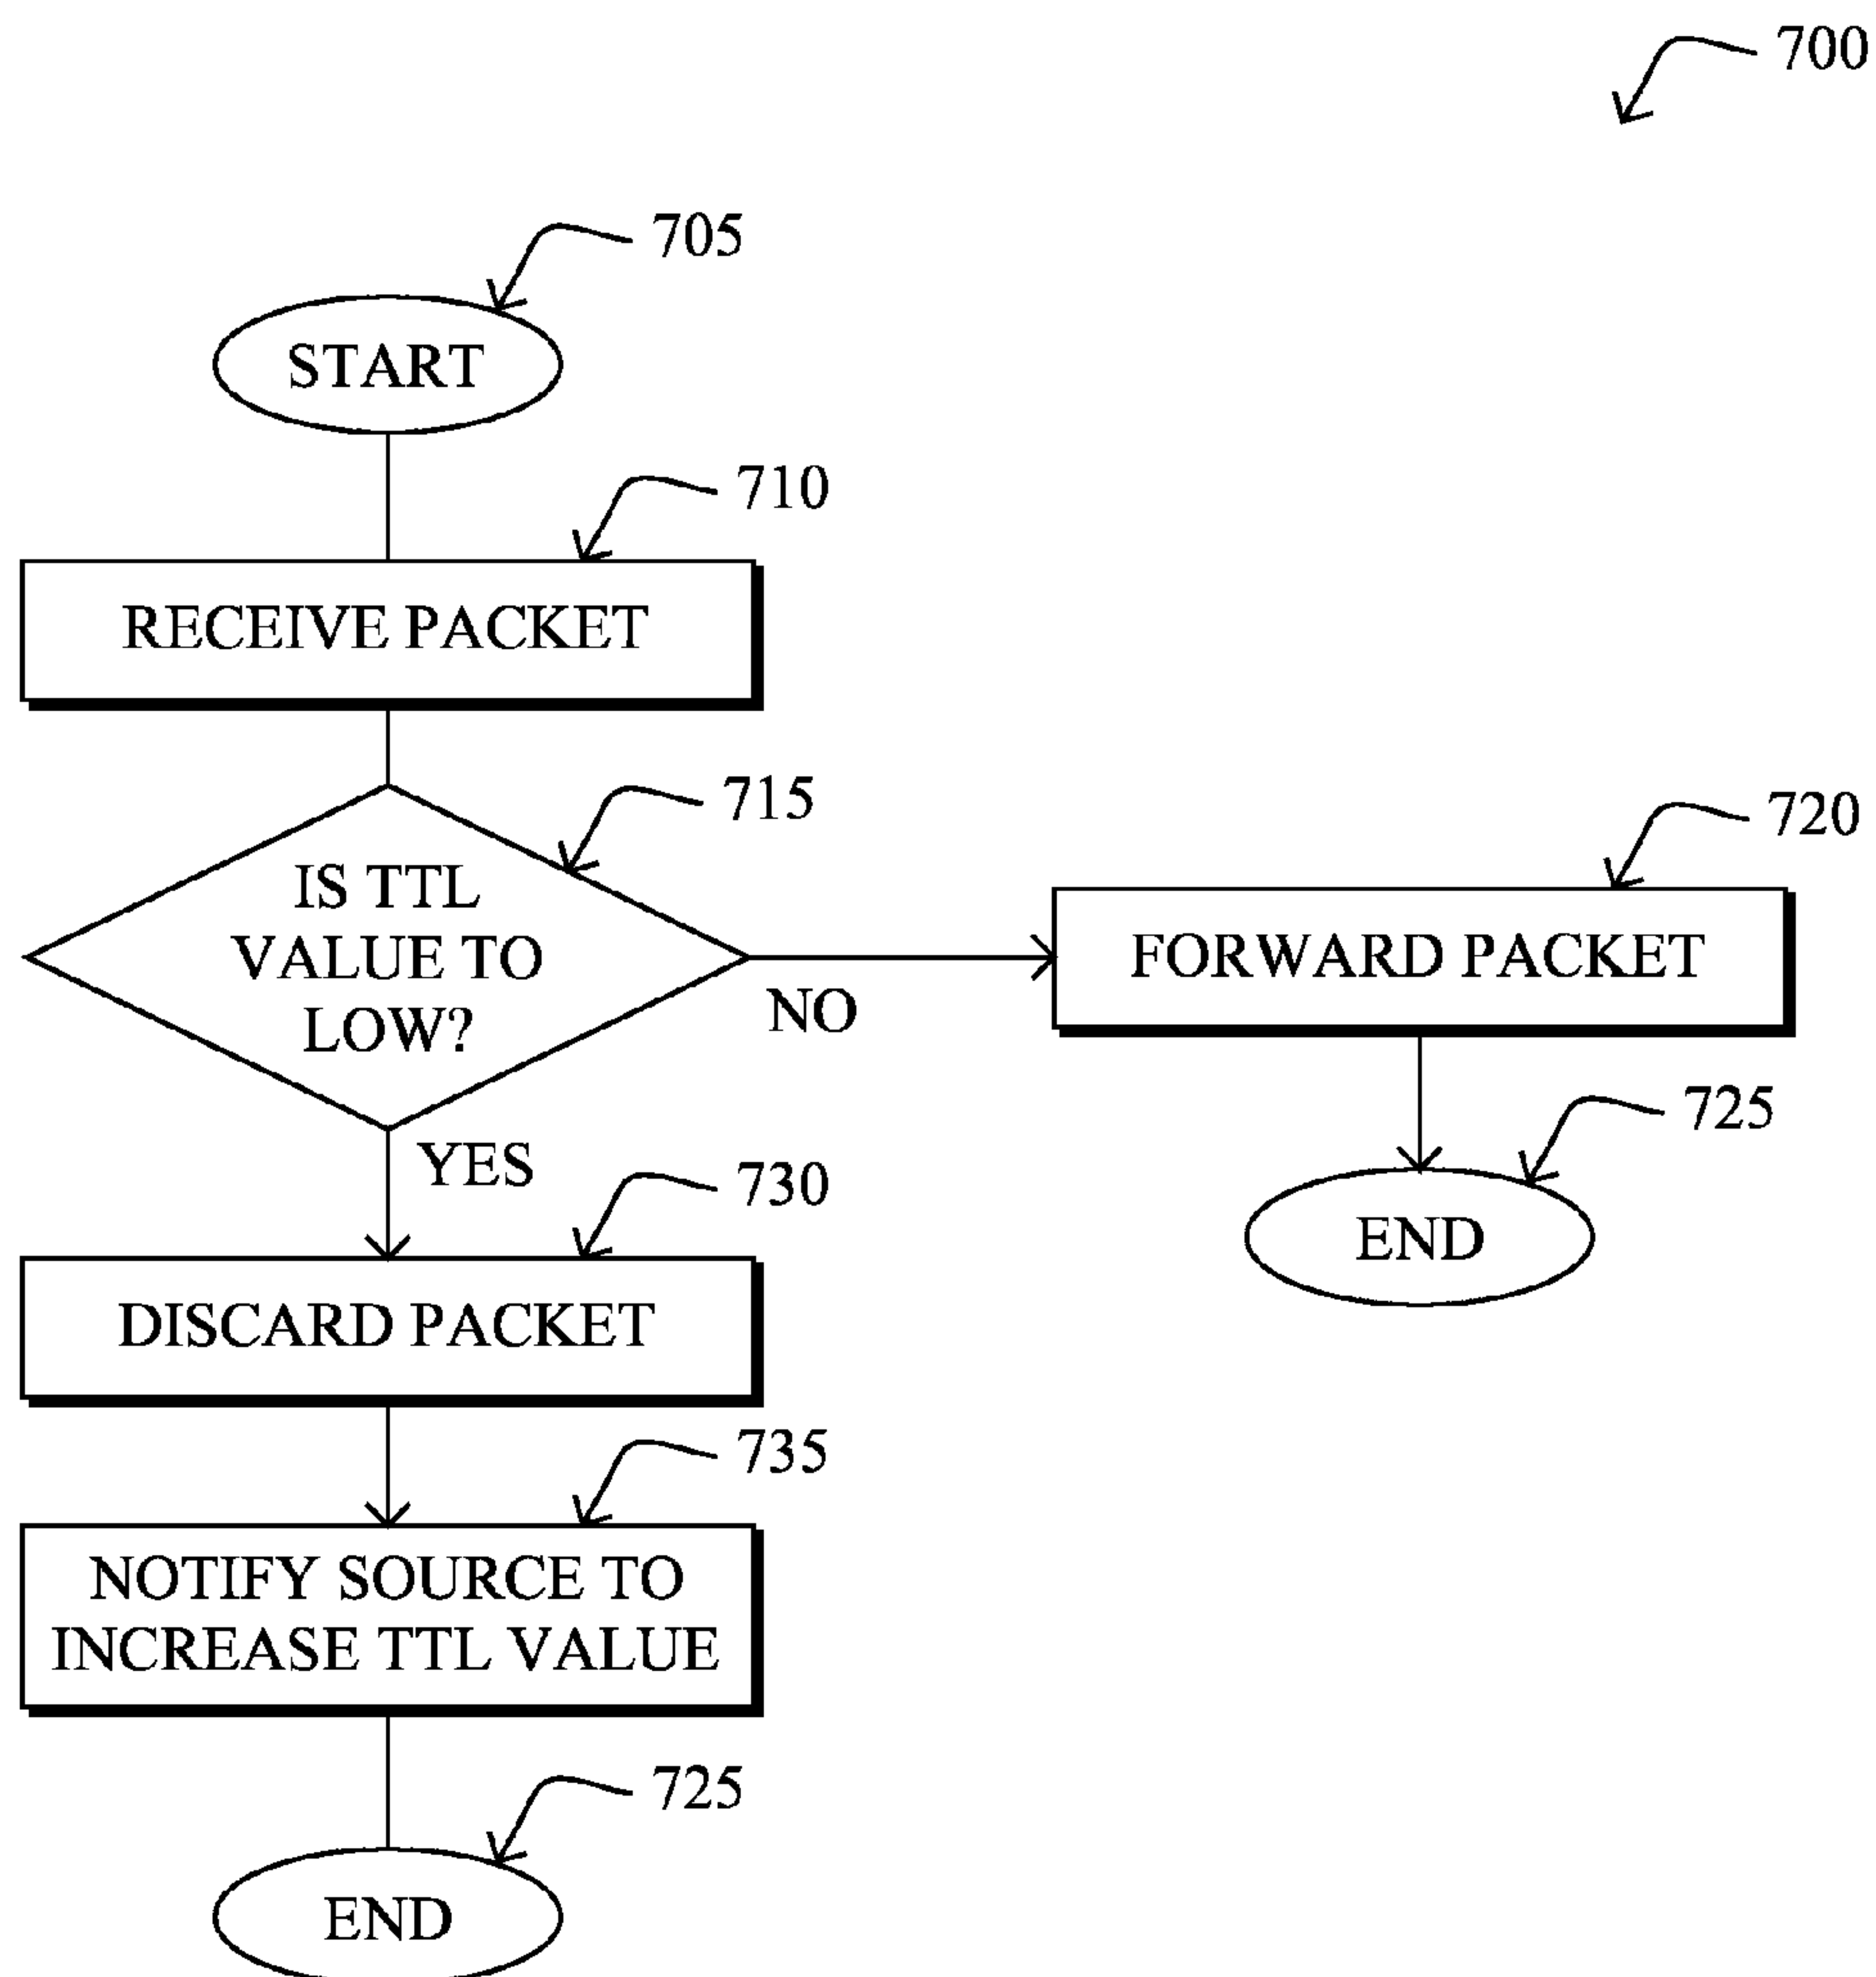 700
705
START
710
RECEIVE PACKET
715
IS TTL
VALUE TO
LOW?
NO
720
FORWARD PACKET
725
END
YES
730
DISCARD PACKET
735
NOTIFY SOURCE TO
INCREASE TTL VALUE
725
END